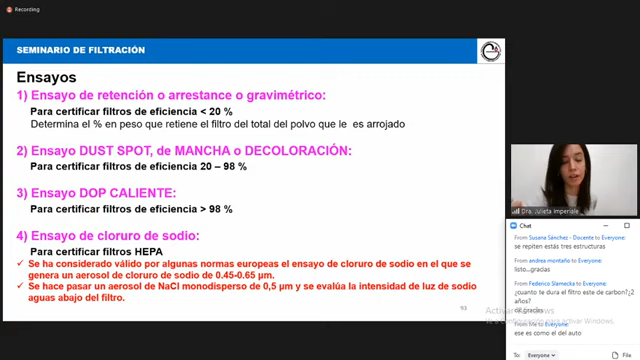 Recording
SEMINARIO DE FILTRACIÓN
Ensayos
1) Ensayo de retención o arrestance o gravimétrico:
Para certificar filtros de eficiencia < 20 %
Determina el % en peso que retiene el filtro del total del polvo que le es arrojado
2) Ensayo DUST SPOT, de MANCHA o DECOLORACIÓN:
Para certificar filtros de eficiencia 20 – 98 %
3) Ensayo DOP CALIENTE:
Para certificar filtros de eficiencia > 98 %
4) Ensayo de cloruro de sodio:
Para certificar filtros HEPA
✓ Se ha considerado válido por algunas normas europeas el ensayo de cloruro de sodio en el que se
genera un aerosol de cloruro de sodio de 0.45-0.65 µm.
✓ Se hace pasar un aerosol de NaCl monodisperso de 0,5 µm y se evalúa la intensidad de luz de sodio
aguas abajo del filtro.
93
Dra. Julieta Imperiale
Chat
From Susana Sánchez - Docente to Everyone:
se repiten estás tres estructuras
From andrea montaño to Everyone:
listo...gracias
From Federico Slamecka to Everyone:
¿cuanto te dura el filtro este de carbon?¿2
años?
ok gracias
Activar Windows
From Me to Everyone:
ese es como el del auto
To: Everyone
File